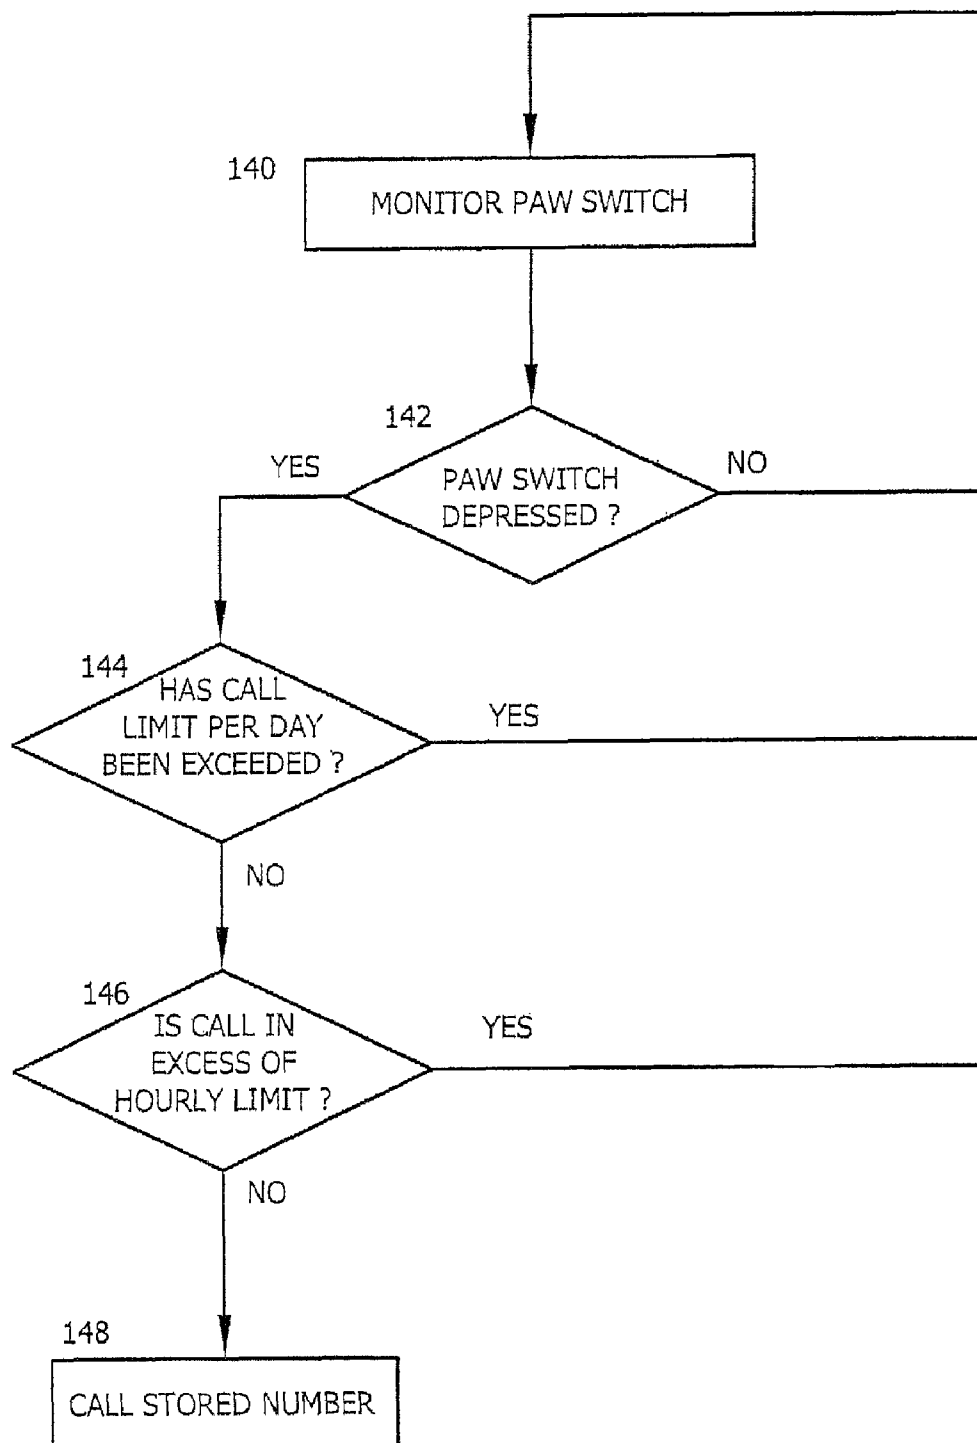 140
MONITOR PAW SWITCH
142
YES
NO
PAW SWITCH
DEPRESSED ?
144
HAS CALL
LIMIT PER DAY
BEEN EXCEEDED ?
YES
NO
146
IS CALL IN
EXCESS OF
HOURLY LIMIT ?
YES
NO
148
CALL STORED NUMBER